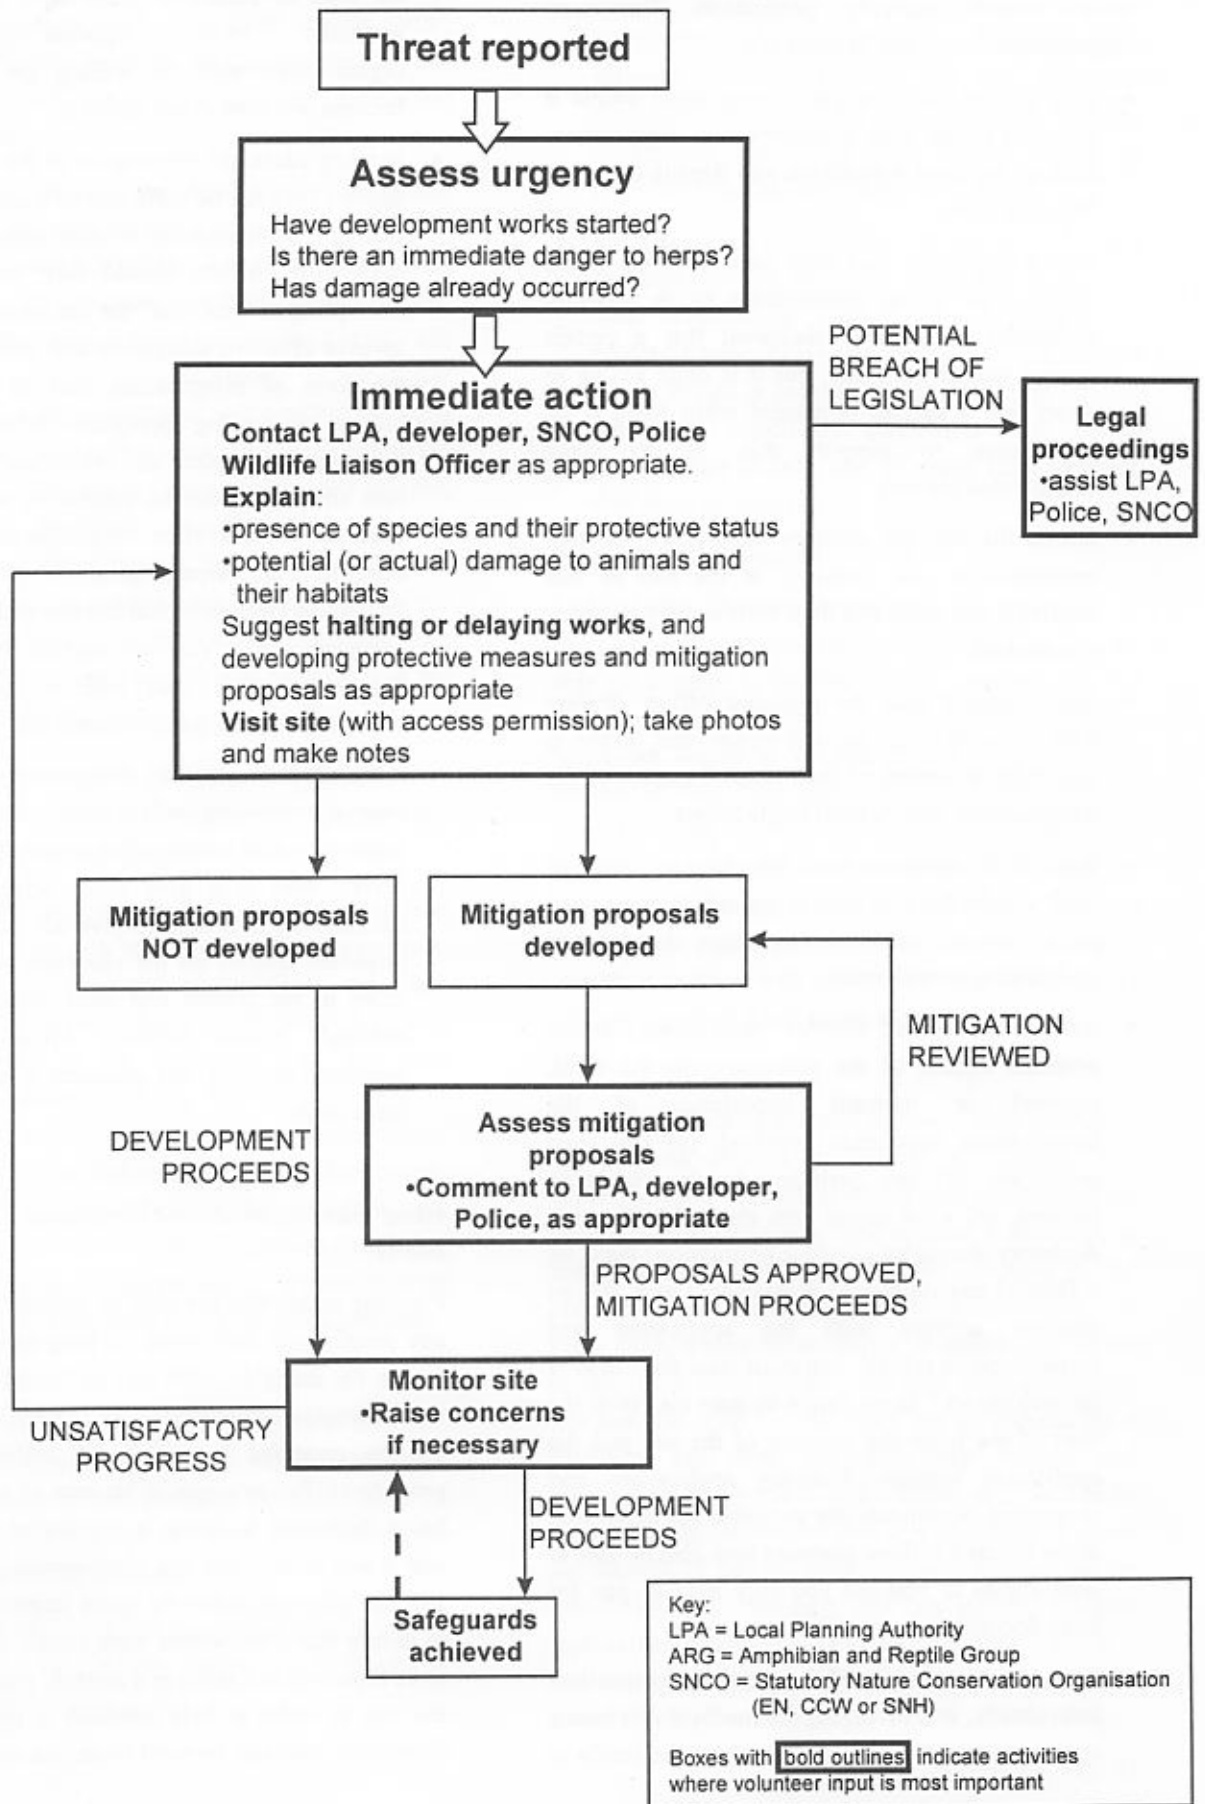 Threat reported
Assess urgency
Have development works started?
Is there an immediate danger to herps?
Has damage already occurred?
POTENTIAL
BREACH OF
LEGISLATION
Immediate action
Contact LPA, developer, SNCO, Police
Wildlife Liaison Officer as appropriate.
Explain:
•presence of species and their protective status
•potential (or actual) damage to animals and
their habitats
Suggest halting or delaying works, and
developing protective measures and mitigation
proposals as appropriate
Visit site (with access permission); take photos
and make notes
Legal
proceedings
•assist LPA,
Police, SNCO
Mitigation proposals
NOT developed
Mitigation proposals
developed
MITIGATION
REVIEWED
DEVELOPMENT
PROCEEDS
Assess mitigation
proposals
•Comment to LPA, developer,
Police, as appropriate
PROPOSALS APPROVED,
MITIGATION PROCEEDS
Monitor site
•Raise concerns
if necessary
UNSATISFACTORY
PROGRESS
DEVELOPMENT
PROCEEDS
Safeguards
achieved
Key:
LPA = Local Planning Authority
ARG = Amphibian and Reptile Group
SNCO = Statutory Nature Conservation Organisation
(EN, CCW or SNH)
Boxes with bold outlines indicate activities
where volunteer input is most important